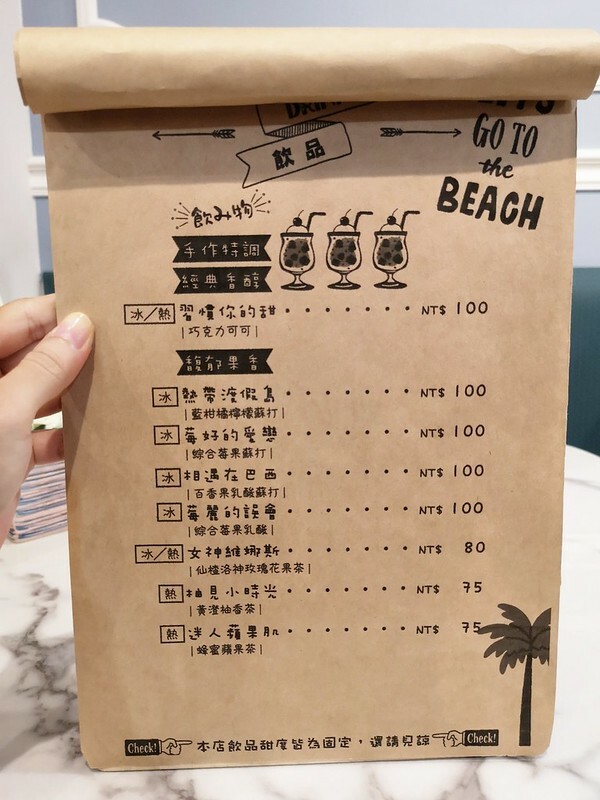 GO TO
the
BEACH
飲品
飲み物
手作特調
經典香醇
冰/熱 習慣你的甜 NT$ 100
|巧克力可可|
馥郁果香
冰 熱帶渡假島 NT$ 100
|藍柑橘檸檬蘇打|
冰 莓好的愛戀 NT$ 100
|綜合莓果蘇打|
冰 相遇在巴西 NT$ 100
|百香果乳酸蘇打|
冰 莓麗的誤會 NT$ 100
|綜合莓果乳酸|
冰/熱 女神維娜斯 NT$ 80
|仙楂洛神玫瑰花果茶|
熱 柚見小時光 NT$ 75
|黃澄柚香茶|
熱 迷人蘋果肌 NT$ 75
|蜂蜜蘋果茶|
Check! 本店飲品甜度皆為固定，還請見諒 Check!